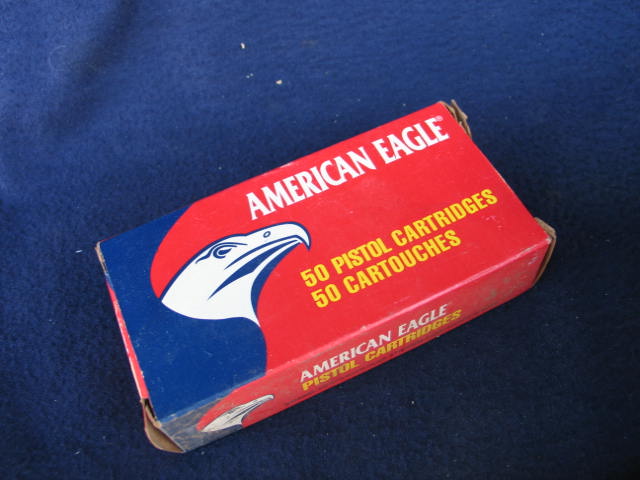 AMERICAN EAGLE®
50 PISTOL CARTRIDGES
50 CARTOUCHES
AMERICAN EAGLE®
PISTOL CARTRIDGES